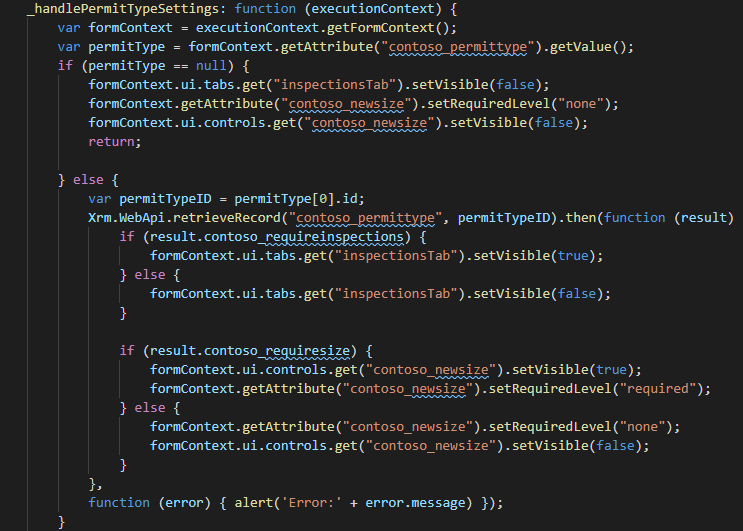 _handlePermitTypeSettings: function (executionContext) {
var formContext = executionContext.getFormContext();
var permitType = formContext.getAttribute("contoso_permittype").getValue();
if (permitType == null) {
formContext.ui.tabs.get("inspectionsTab").setVisible(false);
formContext.getAttribute("contoso_newsize").setRequiredLevel("none");
formContext.ui.controls.get("contoso_newsize").setVisible(false);
return;
} else {
var permitTypeID = permitType[0].id;
Xrm.WebApi.retrieveRecord("contoso_permittype", permitTypeID).then(function (result)
if (result.contoso_requireinspections) {
formContext.ui.tabs.get("inspectionsTab").setVisible(true);
} else {
formContext.ui.tabs.get("inspectionsTab").setVisible(false);
}
if (result.contoso_requiresize) {
formContext.ui.controls.get("contoso_newsize").setVisible(true);
formContext.getAttribute("contoso_newsize").setRequiredLevel("required");
} else {
formContext.getAttribute("contoso_newsize").setRequiredLevel("none");
formContext.ui.controls.get("contoso_newsize").setVisible(false);
}
},
function (error) { alert('Error:' + error.message) });
}